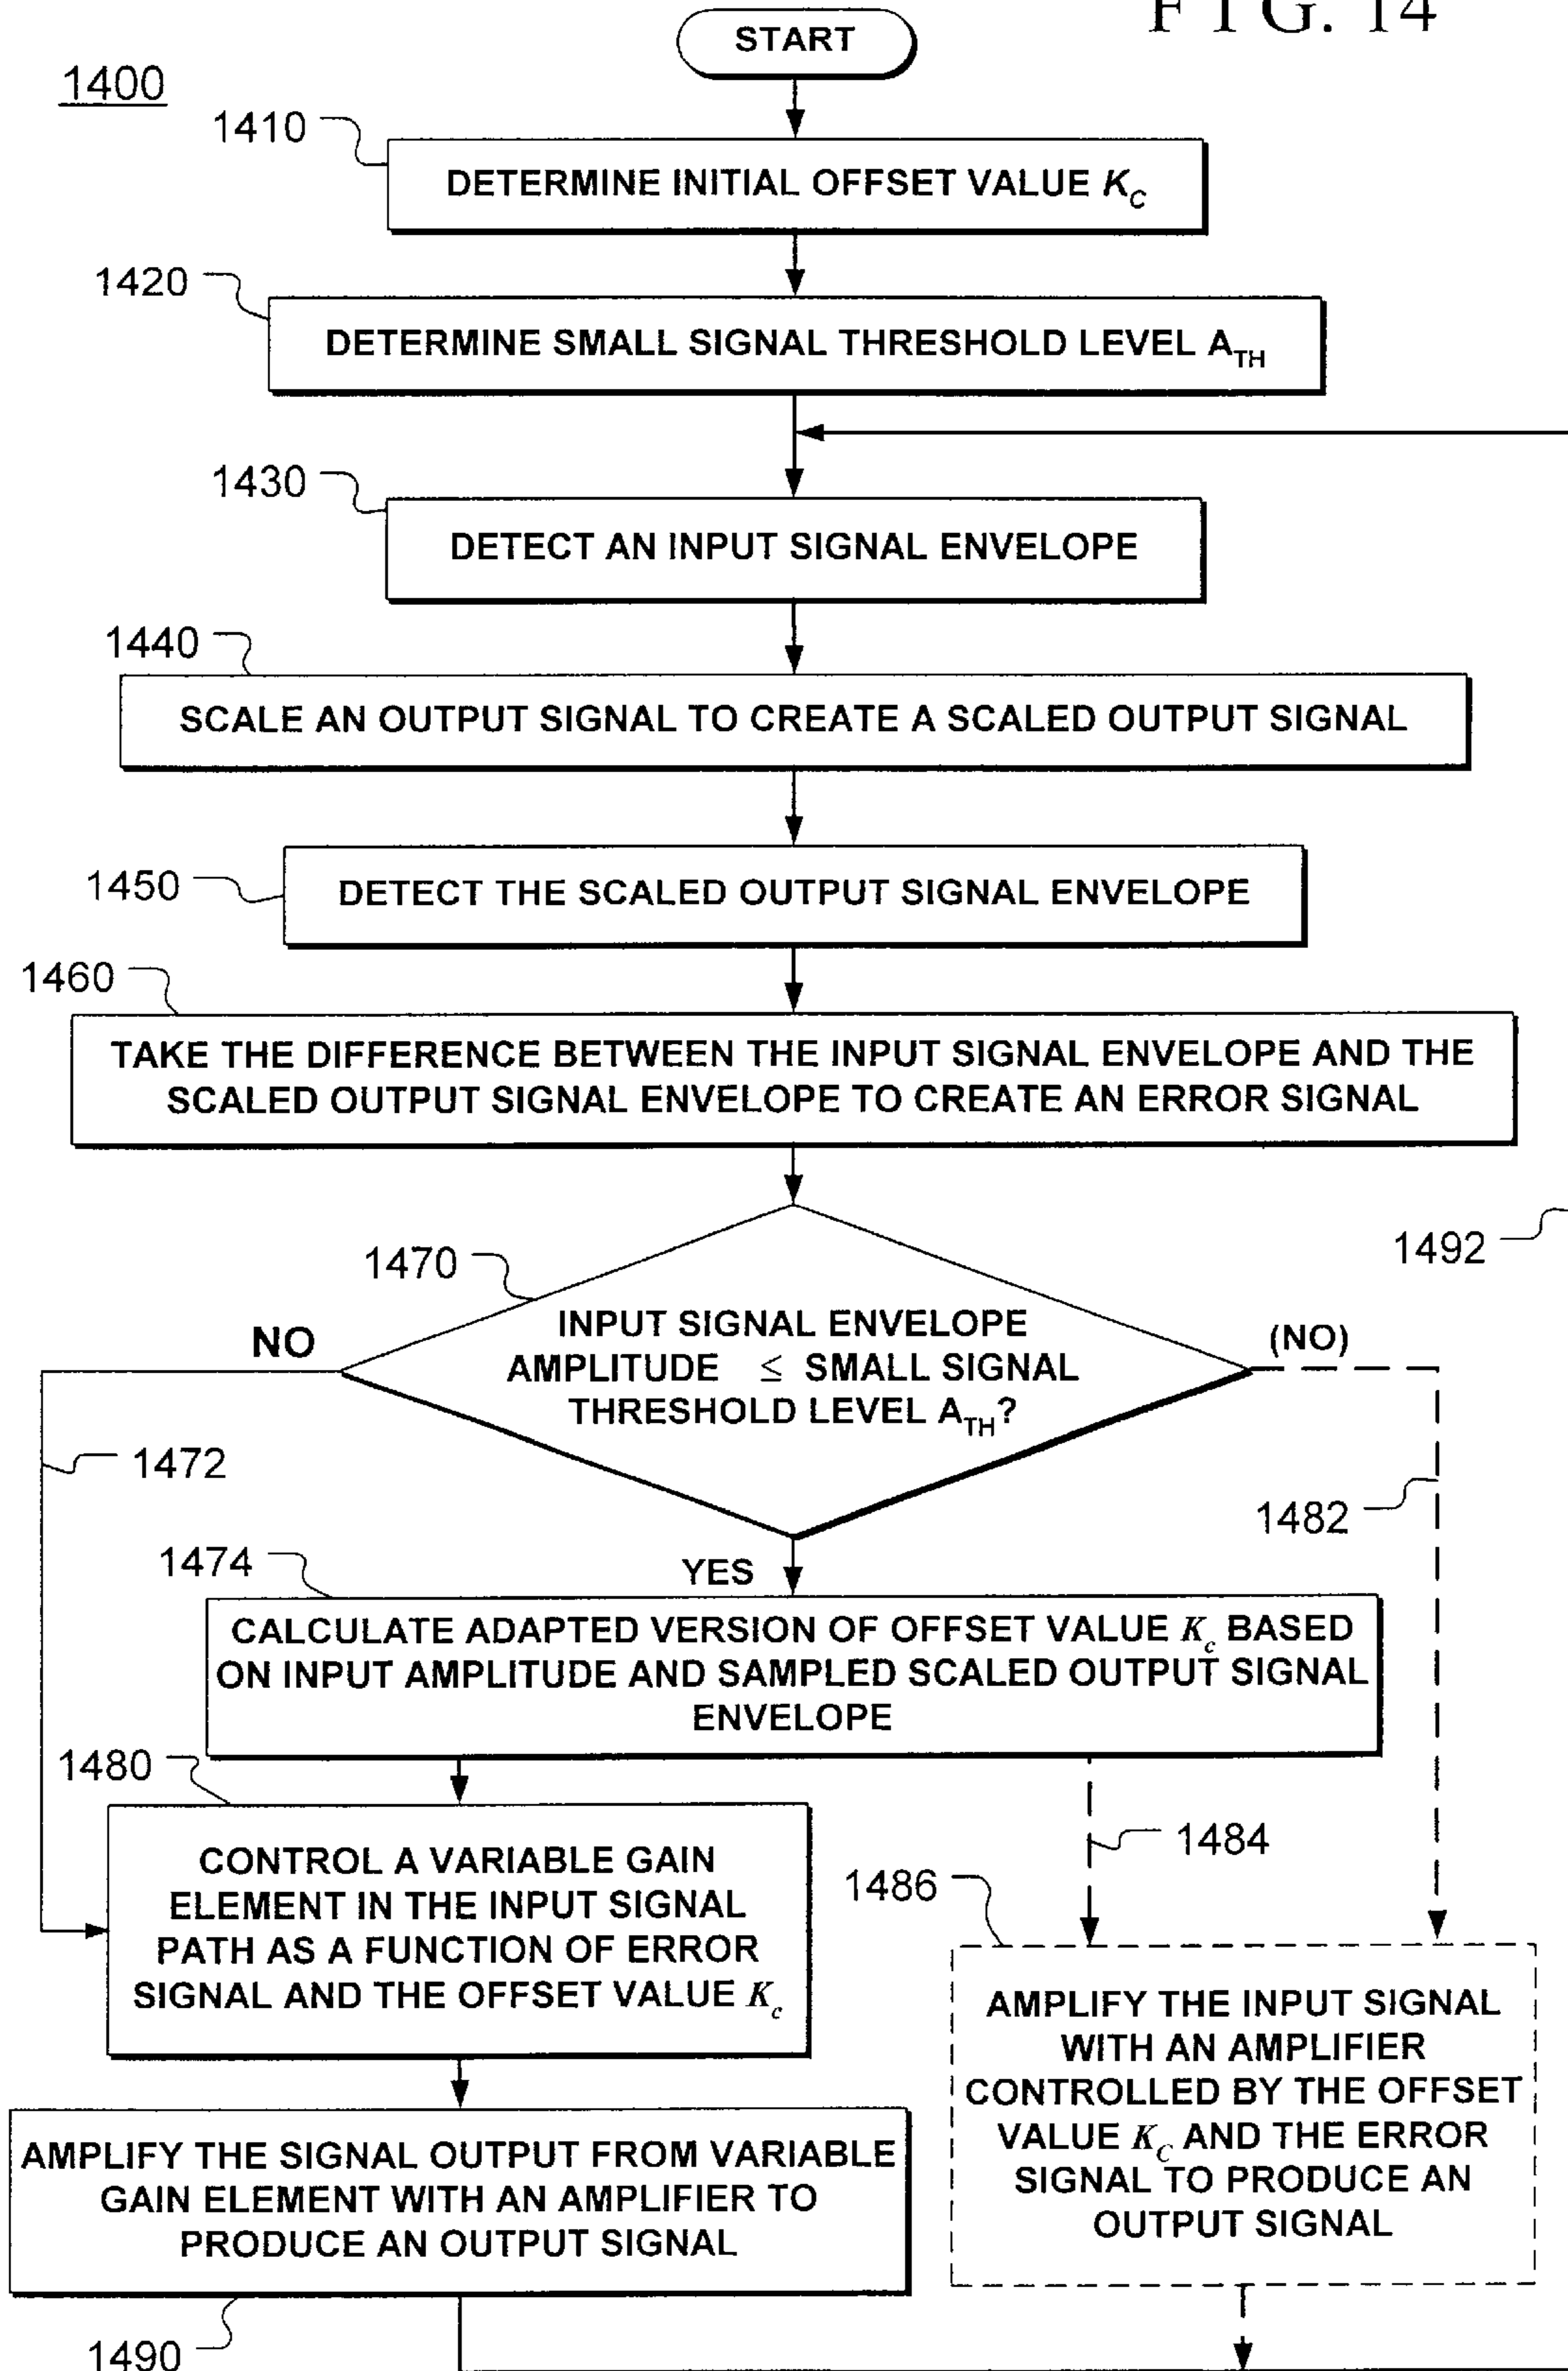 FIG. 14
START
1400
1410
DETERMINE INITIAL OFFSET VALUE KC
1420
DETERMINE SMALL SIGNAL THRESHOLD LEVEL ATH
1430
DETECT AN INPUT SIGNAL ENVELOPE
1440
SCALE AN OUTPUT SIGNAL TO CREATE A SCALED OUTPUT SIGNAL
1450
DETECT THE SCALED OUTPUT SIGNAL ENVELOPE
1460
TAKE THE DIFFERENCE BETWEEN THE INPUT SIGNAL ENVELOPE AND THE
SCALED OUTPUT SIGNAL ENVELOPE TO CREATE AN ERROR SIGNAL
1492
1470
INPUT SIGNAL ENVELOPE
AMPLITUDE ≤ SMALL SIGNAL
THRESHOLD LEVEL ATH?
NO
(NO)
1472
1482
YES
1474
CALCULATE ADAPTED VERSION OF OFFSET VALUE Kc BASED
ON INPUT AMPLITUDE AND SAMPLED SCALED OUTPUT SIGNAL
ENVELOPE
1480
CONTROL A VARIABLE GAIN
ELEMENT IN THE INPUT SIGNAL
PATH AS A FUNCTION OF ERROR
SIGNAL AND THE OFFSET VALUE Kc
1484
1486
AMPLIFY THE INPUT SIGNAL
WITH AN AMPLIFIER
CONTROLLED BY THE OFFSET
VALUE KC AND THE ERROR
SIGNAL TO PRODUCE AN
OUTPUT SIGNAL
AMPLIFY THE SIGNAL OUTPUT FROM VARIABLE
GAIN ELEMENT WITH AN AMPLIFIER TO
PRODUCE AN OUTPUT SIGNAL
1490